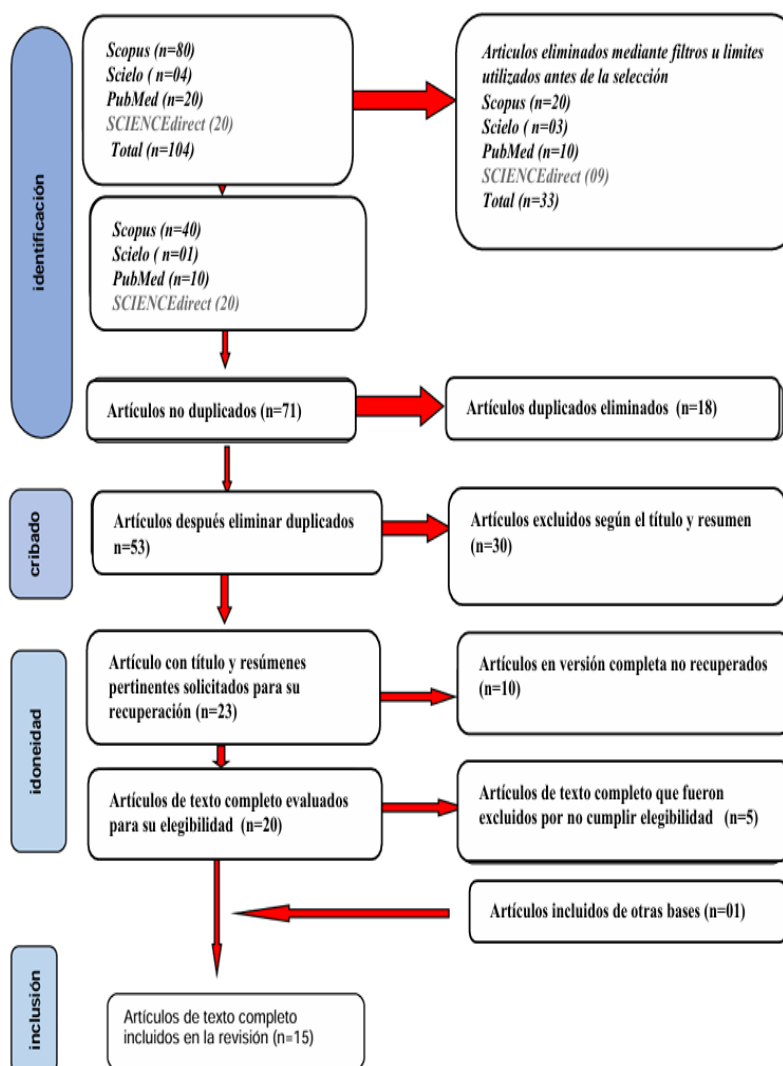 identificación
Scopus (n=80)
Scielo ( n=04)
PubMed (n=20)
SCIENCEdirect (20)
Total (n=104)
Articulos eliminados mediante filtros u limites
utilizados antes de la selección
Scopus (n=20)
Scielo (n=03)
PubMed (n=10)
SCIENCEdirect (09)
Total (n=33)
Scopus (n=40)
Scielo ( n=01)
PubMed (n=10)
SCIENCEdirect (20)
Artículos no duplicados (n=71)
Artículos duplicados eliminados (n=18)
cribado
Artículos después eliminar duplicados
n=53)
Artículos excluidos según el título y resumen
(n=30)
idoneidad
Artículo con título y resúmenes
pertinentes solicitados para su
recuperación (n=23)
Artículos en versión completa no recuperados
(n=10)
Artículos de texto completo evaluados
para su elegibilidad (n=20)
Artículos de texto completo que fueron
excluidos por no cumplir elegibilidad (n=5)
Artículos incluidos de otras bases (n=01)
inclusión
Artículos de texto completo
incluidos en la revisión (n=15)